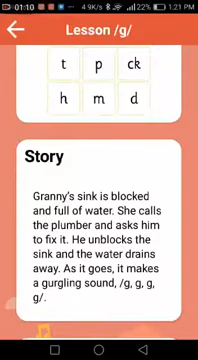 01:10 4 9K/s 22% 1:21 PM
Lesson /g/
t p ck
h m d
Story
Granny's sink is blocked
and full of water. She calls
the plumber and asks him
to fix it. He unblocks the
sink and the water drains
away. As it goes, it makes
a gurgling sound, /g, g, g,
g/.